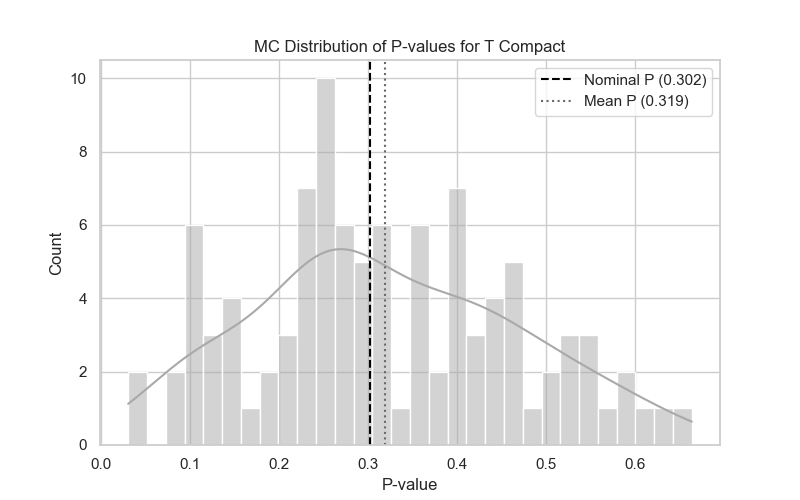 MC Distribution of P-values for T Compact
Nominal P (0.302)
Mean P (0.319)
Count
10
8
6
4
2
0
0.0 0.1 0.2 0.3 0.4 0.5 0.6
P-value